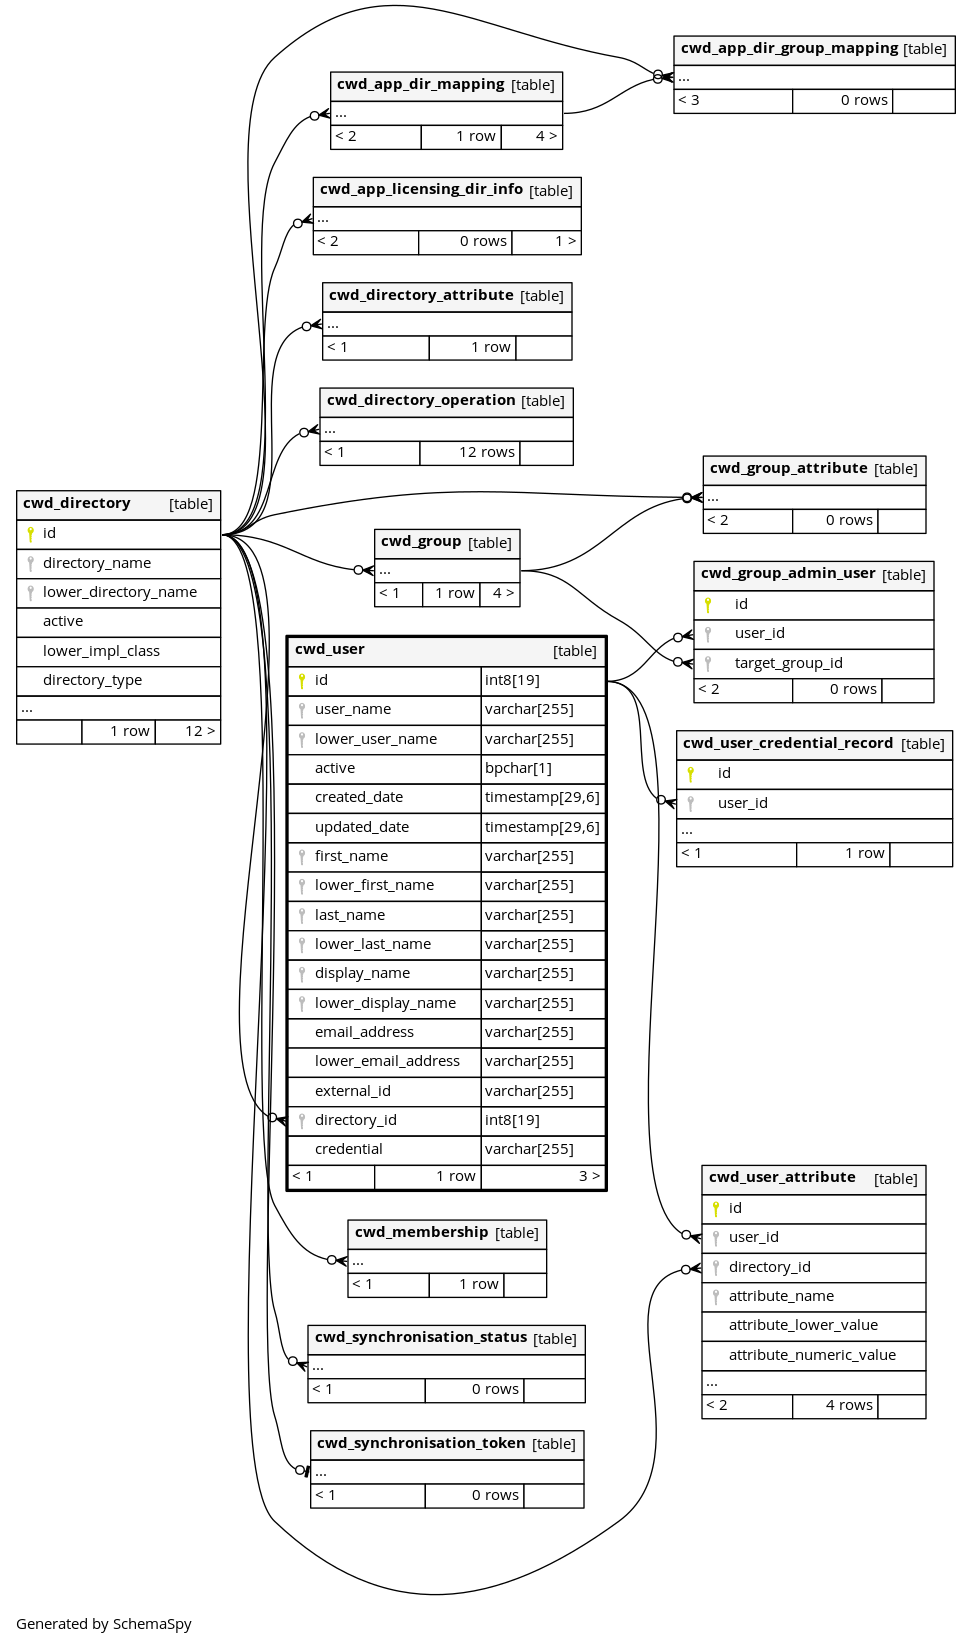 cwd_app_dir_group_mapping [table]
...
< 3 0 rows
cwd_app_dir_mapping [table]
...
< 2 1 row 4 >
cwd_app_licensing_dir_info [table]
...
< 2 0 rows 1 >
cwd_directory_attribute [table]
...
< 1 1 row
cwd_directory_operation [table]
...
< 1 12 rows
cwd_group_attribute [table]
...
< 2 0 rows
cwd_directory [table]
id
directory_name
lower_directory_name
active
lower_impl_class
directory_type
...
1 row 12 >
cwd_group [table]
...
< 1 1 row 4 >
cwd_group_admin_user [table]
id
user_id
target_group_id
< 2 0 rows
cwd_user [table]
id int8[19]
user_name varchar[255]
lower_user_name varchar[255]
active bpchar[1]
created_date timestamp[29,6]
updated_date timestamp[29,6]
first_name varchar[255]
lower_first_name varchar[255]
last_name varchar[255]
lower_last_name varchar[255]
display_name varchar[255]
lower_display_name varchar[255]
email_address varchar[255]
lower_email_address varchar[255]
external_id varchar[255]
directory_id int8[19]
credential varchar[255]
< 1 1 row 3 >
cwd_user_credential_record [table]
id
user_id
...
< 1 1 row
cwd_user_attribute [table]
id
user_id
directory_id
attribute_name
attribute_lower_value
attribute_numeric_value
...
< 2 4 rows
cwd_membership [table]
...
< 1 1 row
cwd_synchronisation_status [table]
...
< 1 0 rows
cwd_synchronisation_token [table]
...
< 1 0 rows
Generated by SchemaSpy